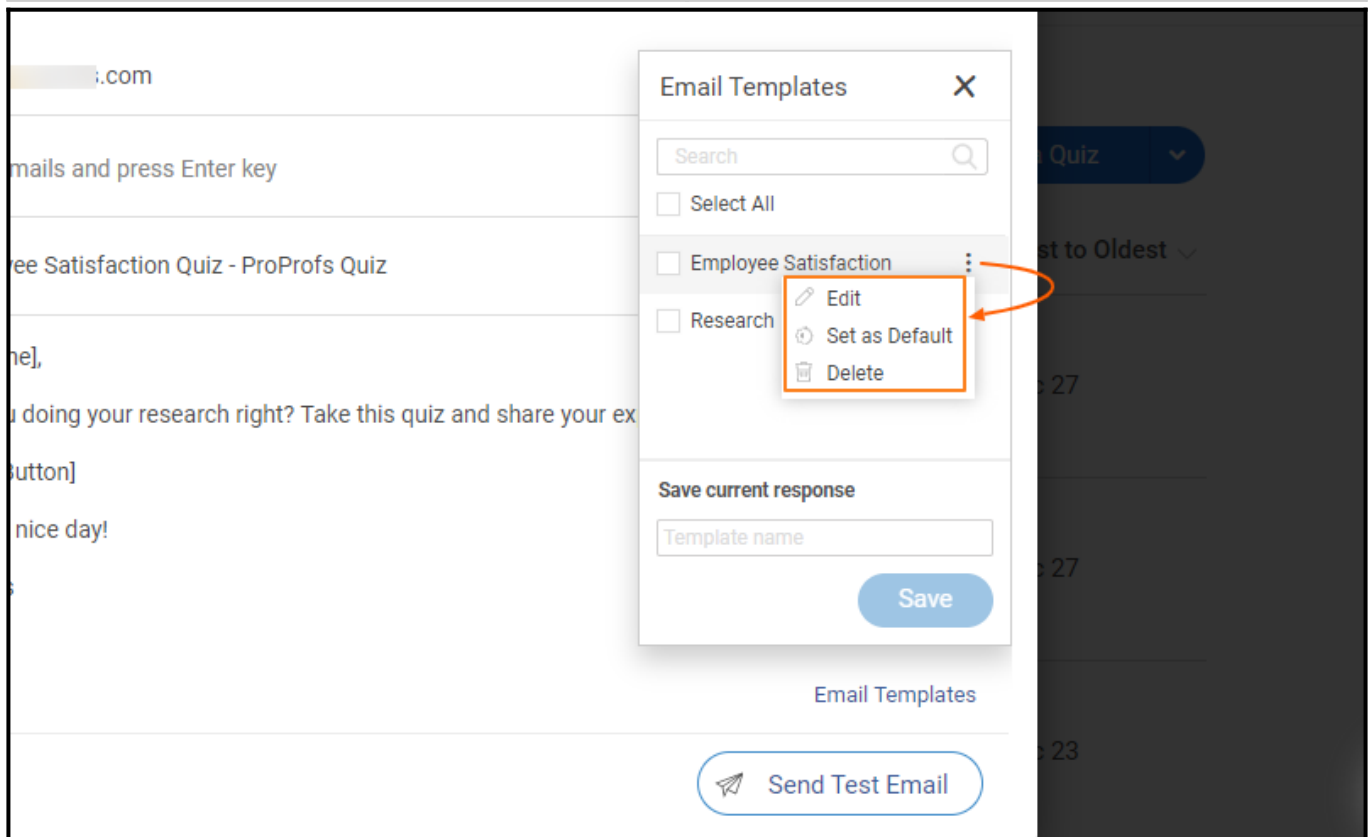 .com
mails and press Enter key
ee Satisfaction Quiz - ProProfs Quiz
ne],
doing your research right? Take this quiz and share your ex
utton]
nice day!
s
Email Templates
Search
Select All
Employee Satisfaction
Edit
Research
Set as Default
Delete
Save current response
Template name
Save
Email Templates
Send Test Email
Quiz
st to Oldest
27
27
23